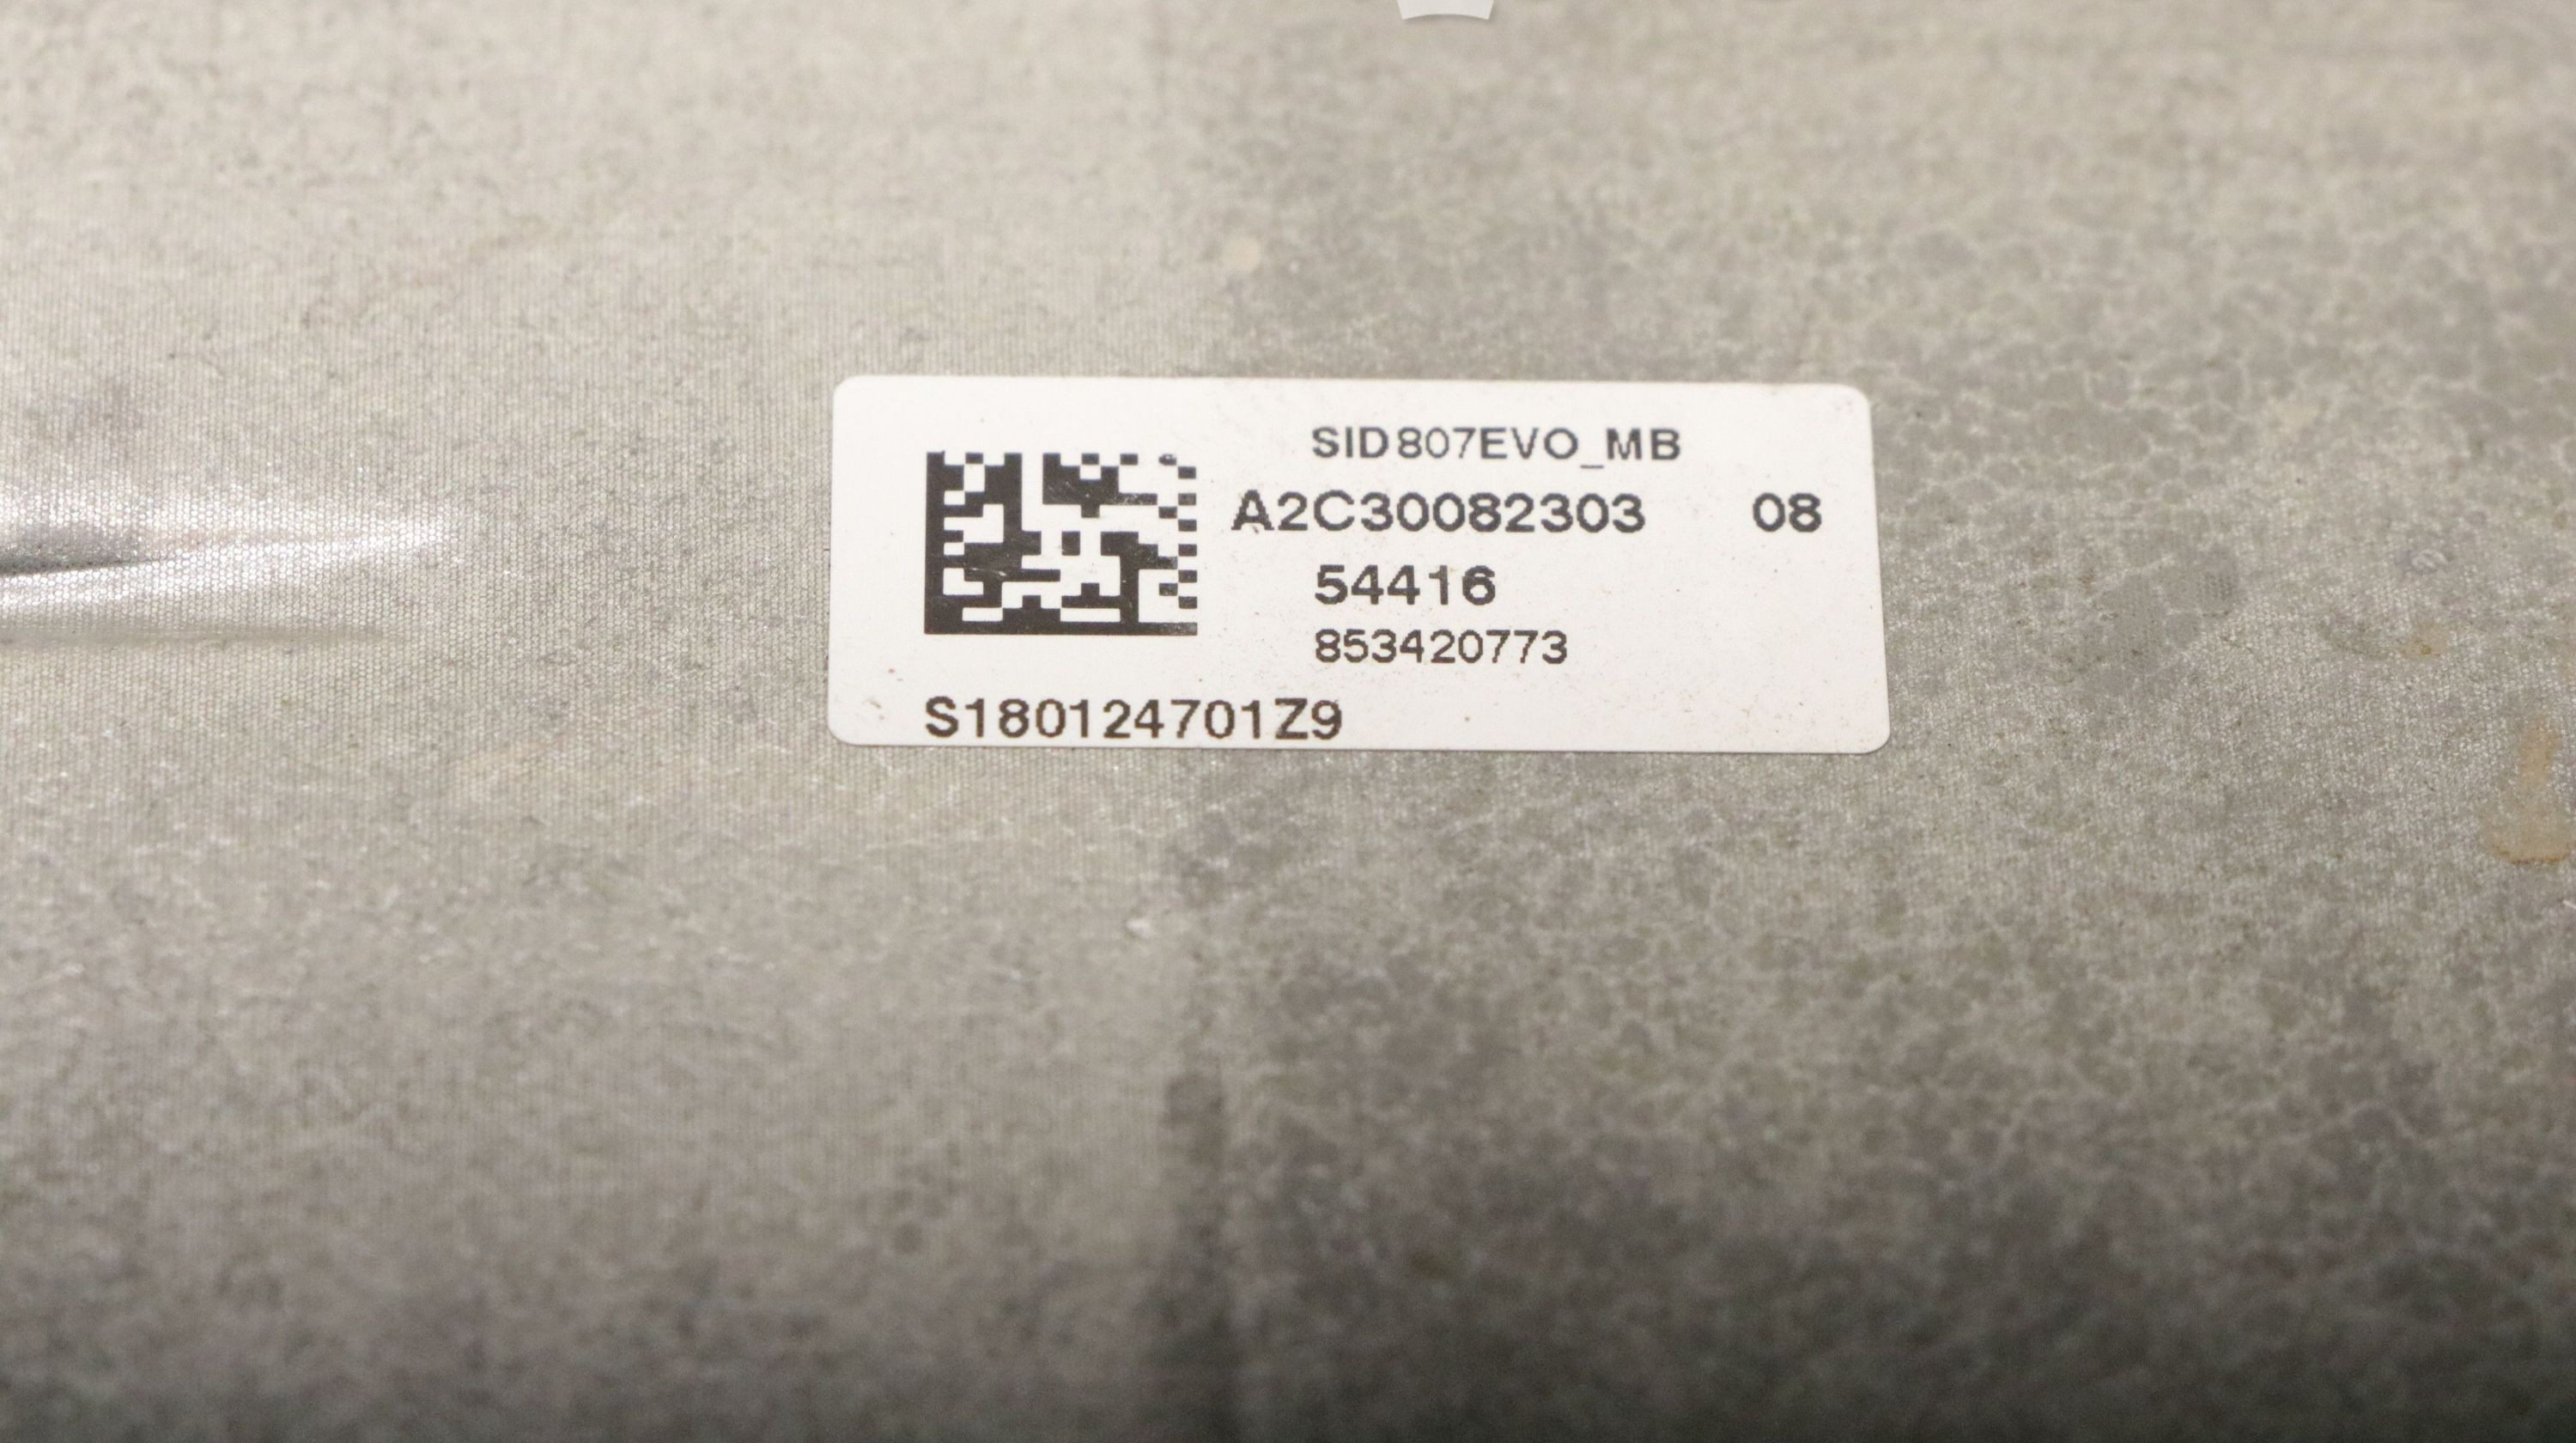 SID807EVO_MB
A2C30082303 08
54416
853420773
S180124701Z9